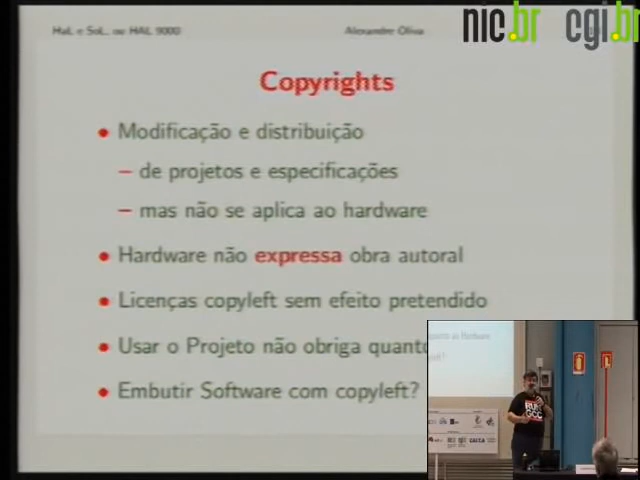 HaL e SoL, ou HAL 9000
Alexandre Oliva
nic.br cgi.br
Copyrights
• Modificação e distribuição
– de projetos e especificações
– mas não se aplica ao hardware
• Hardware não expressa obra autoral
• Licenças copyleft sem efeito pretendido
• Usar o Projeto não obriga quanto
• Embutir Software com copyleft?
RUN
GCC